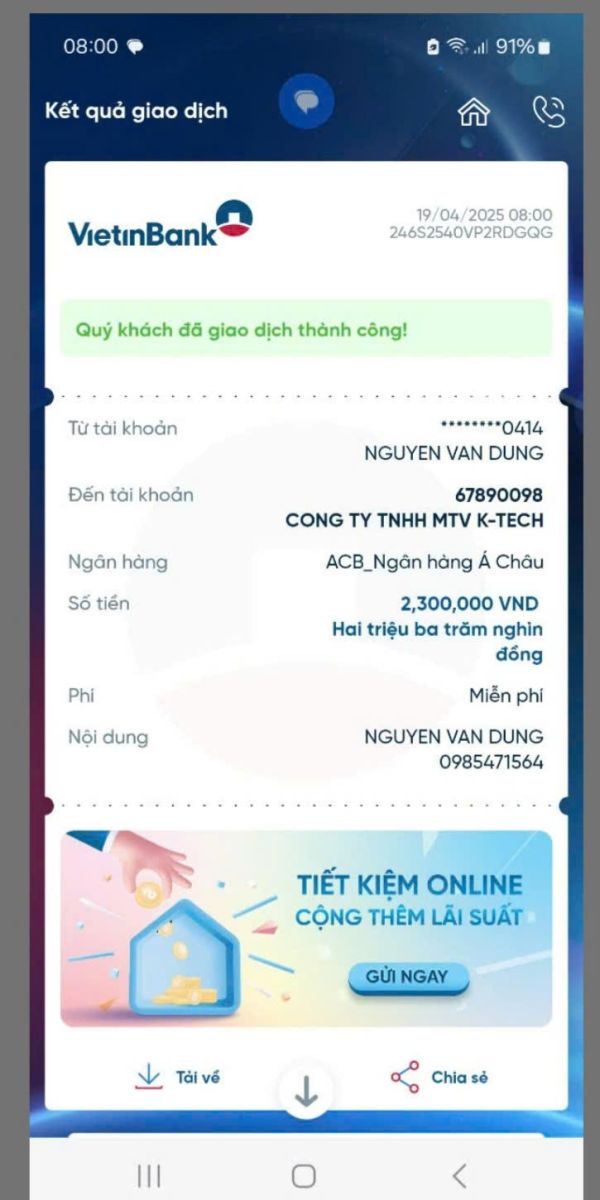 08:00
91%
Kết quả giao dịch
VietinBank
19/04/2025 08:00
246S2540VP2RDGQG
Quý khách đã giao dịch thành công!
Từ tài khoản
********0414
NGUYEN VAN DUNG
Đến tài khoản
67890098
CONG TY TNHH MTV K-TECH
Ngân hàng
ACB_Ngân hàng Á Châu
Số tiền
2,300,000 VND
Hai triệu ba trăm nghìn
đồng
Phí
Miễn phí
Nội dung
NGUYEN VAN DUNG
0985471564
TIẾT KIỆM ONLINE
CỘNG THÊM LÃI SUẤT
GỬI NGAY
Tải về
Chia sẻ